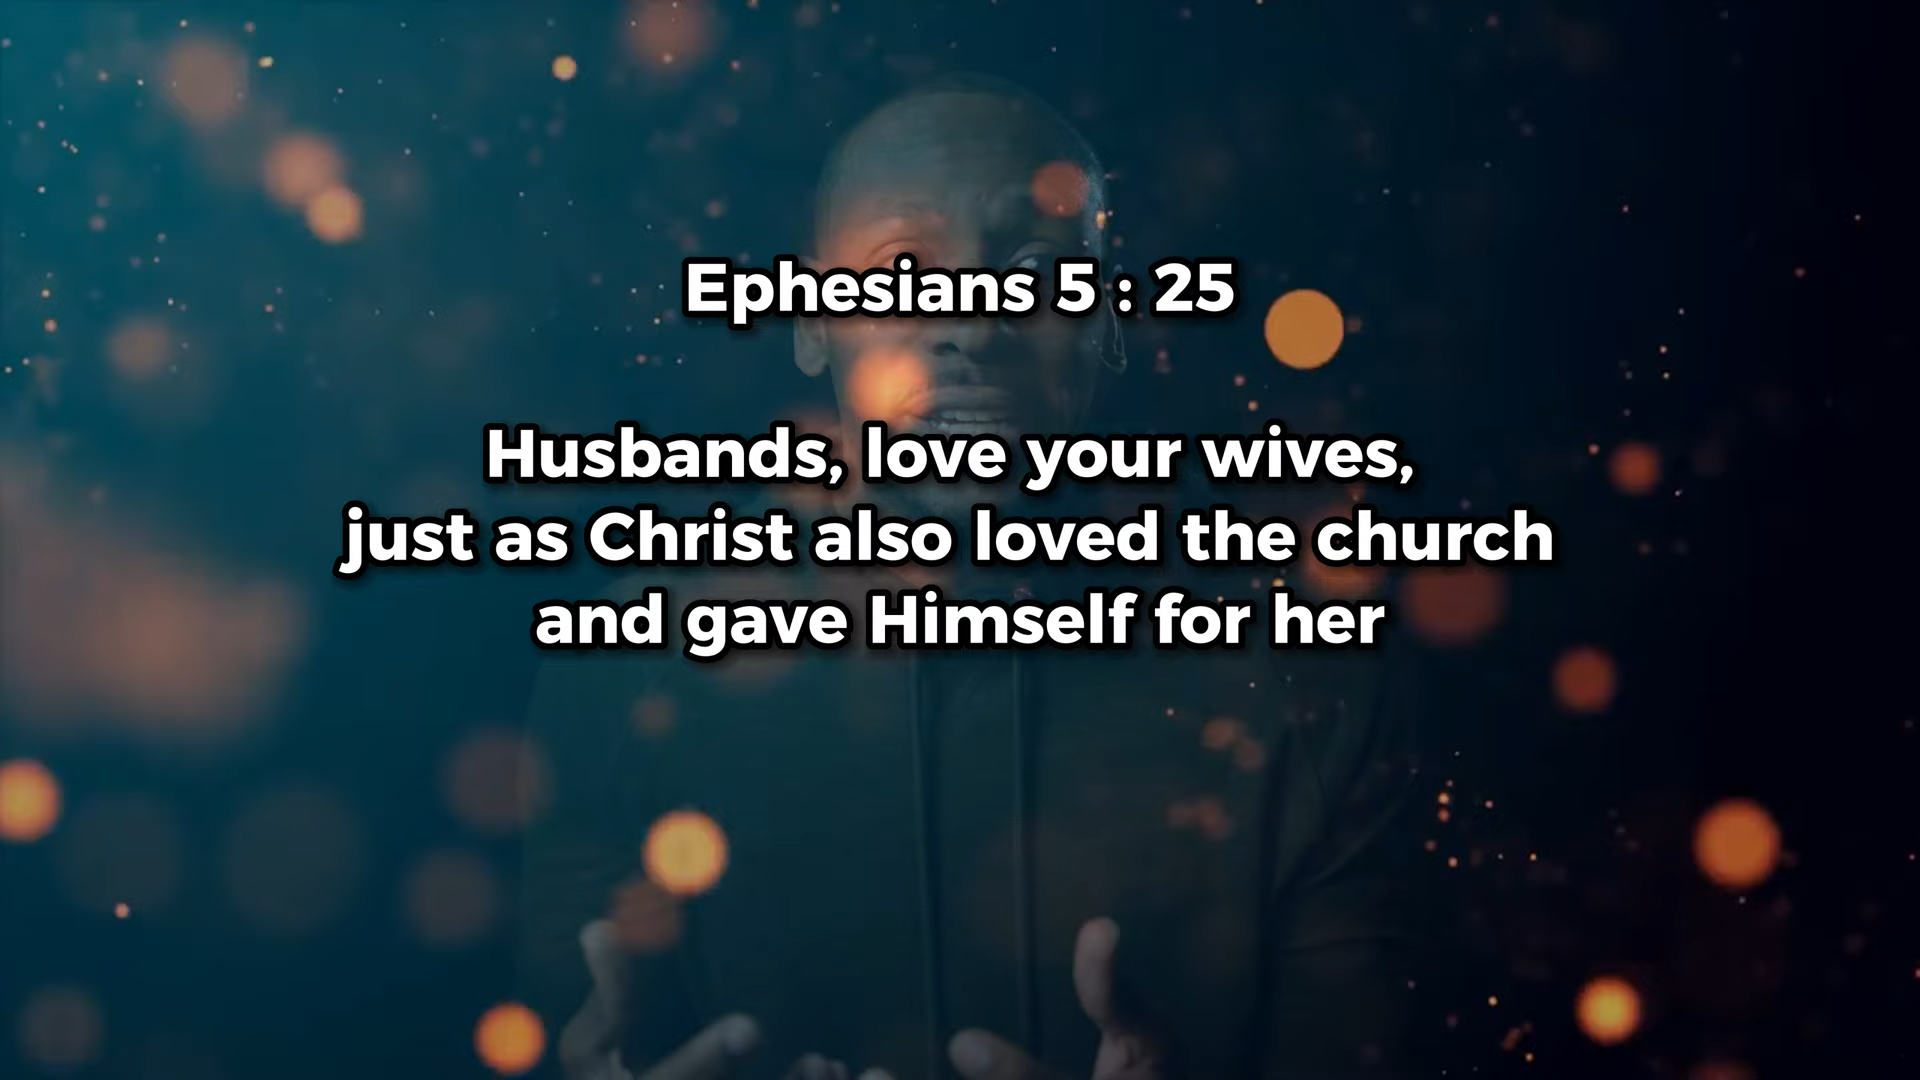 Ephesians 5 : 25
Husbands, love your wives,
just as Christ also loved the church
and gave Himself for her